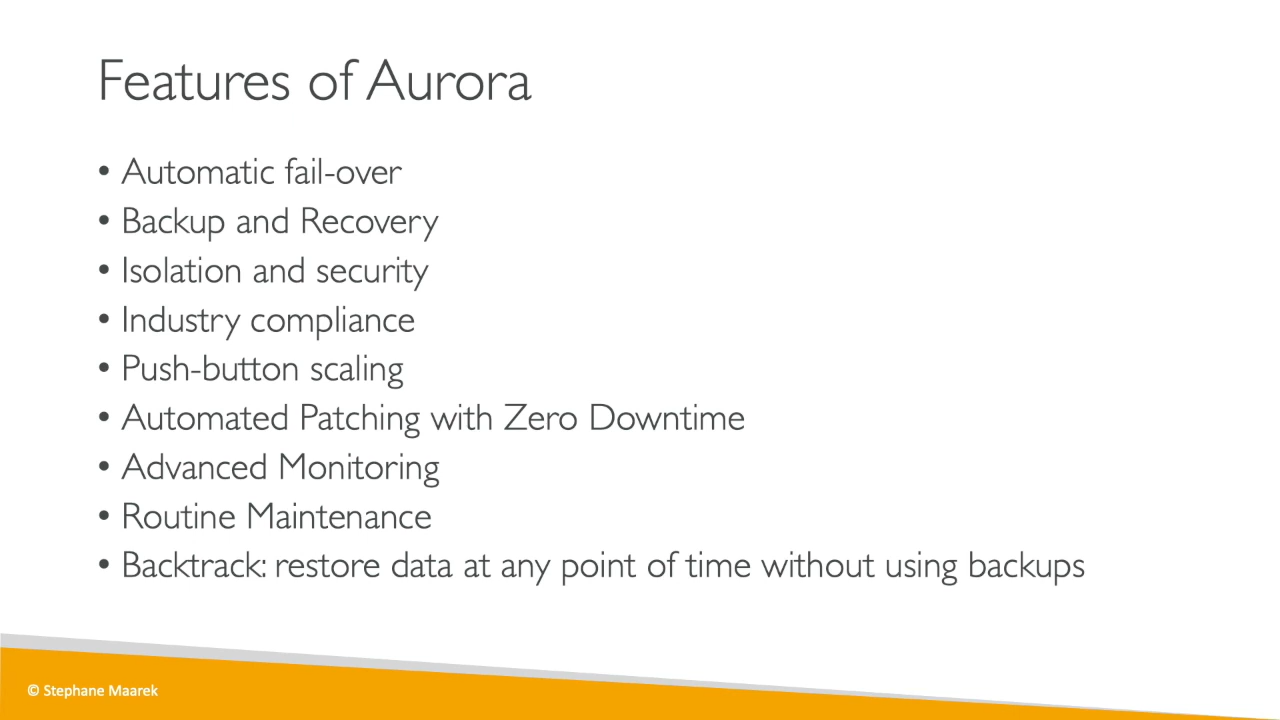 Features of Aurora
• Automatic fail-over
• Backup and Recovery
• Isolation and security
• Industry compliance
• Push-button scaling
• Automated Patching with Zero Downtime
• Advanced Monitoring
• Routine Maintenance
• Backtrack: restore data at any point of time without using backups
© Stephane Maarek